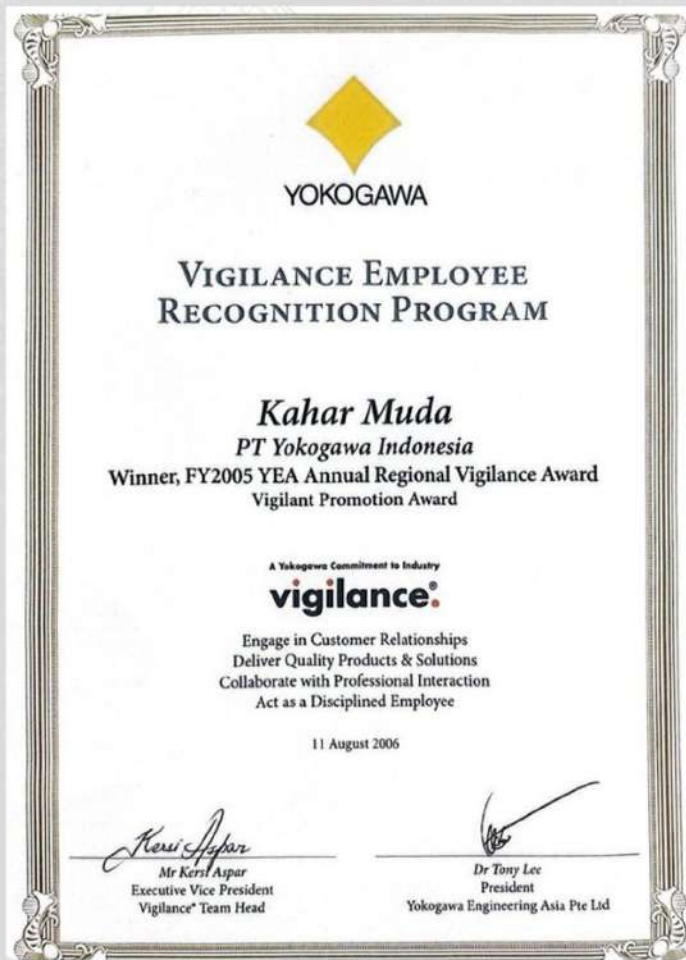 YOKOGAWA
VIGILANCE EMPLOYEE
RECOGNITION PROGRAM
Kahar Muda
PT Yokogawa Indonesia
Winner, FY2005 YEA Annual Regional Vigilance Award
Vigilant Promotion Award
A Yokogawa Commitment to Industry
vigilance®
Engage in Customer Relationships
Deliver Quality Products & Solutions
Collaborate with Professional Interaction
Act as a Disciplined Employee
11 August 2006
Kersi Aspar
Mr Kersi Aspar
Executive Vice President
Vigilance® Team Head
Dr Tony Lee
President
Yokogawa Engineering Asia Pte Ltd